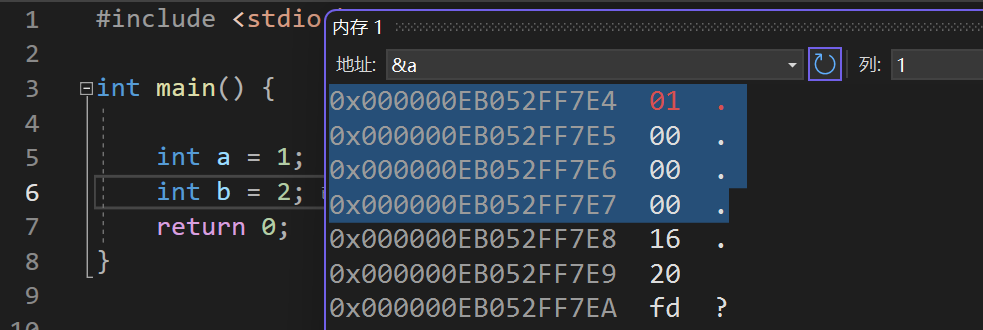 1 #include <stdio
2
3 int main() {
4
5 int a = 1;
6 int b = 2;
7 return 0;
8 }
9
10
内存 1
地址: &a 列: 1
0x000000EB052FF7E4 01 .
0x000000EB052FF7E5 00 .
0x000000EB052FF7E6 00 .
0x000000EB052FF7E7 00 .
0x000000EB052FF7E8 16 .
0x000000EB052FF7E9 20
0x000000EB052FF7EA fd ?